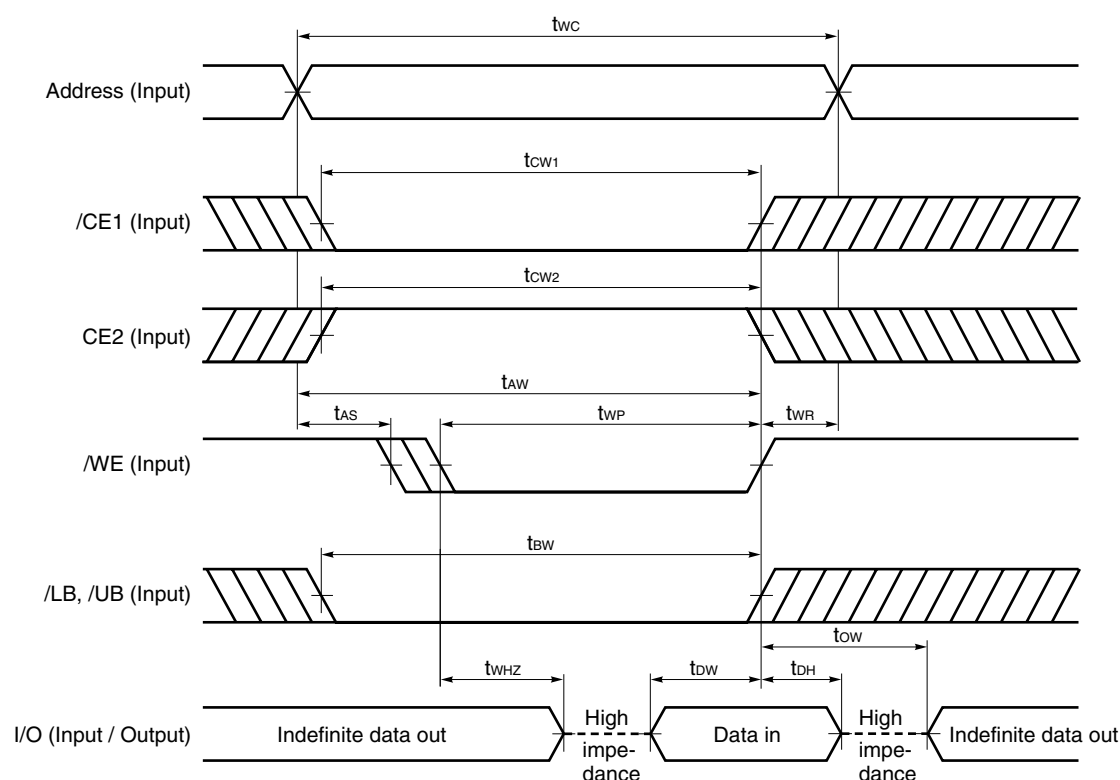 tWC
Address (Input)
tCW1
/CE1 (Input)
tCW2
CE2 (Input)
tAW
tAS
tWP
tWR
/WE (Input)
tBW
/LB, /UB (Input)
tOW
tWHZ
tDW
tDH
I/O (Input / Output)
Indefinite data out
High
impe-
dance
Data in
High
impe-
dance
Indefinite data out